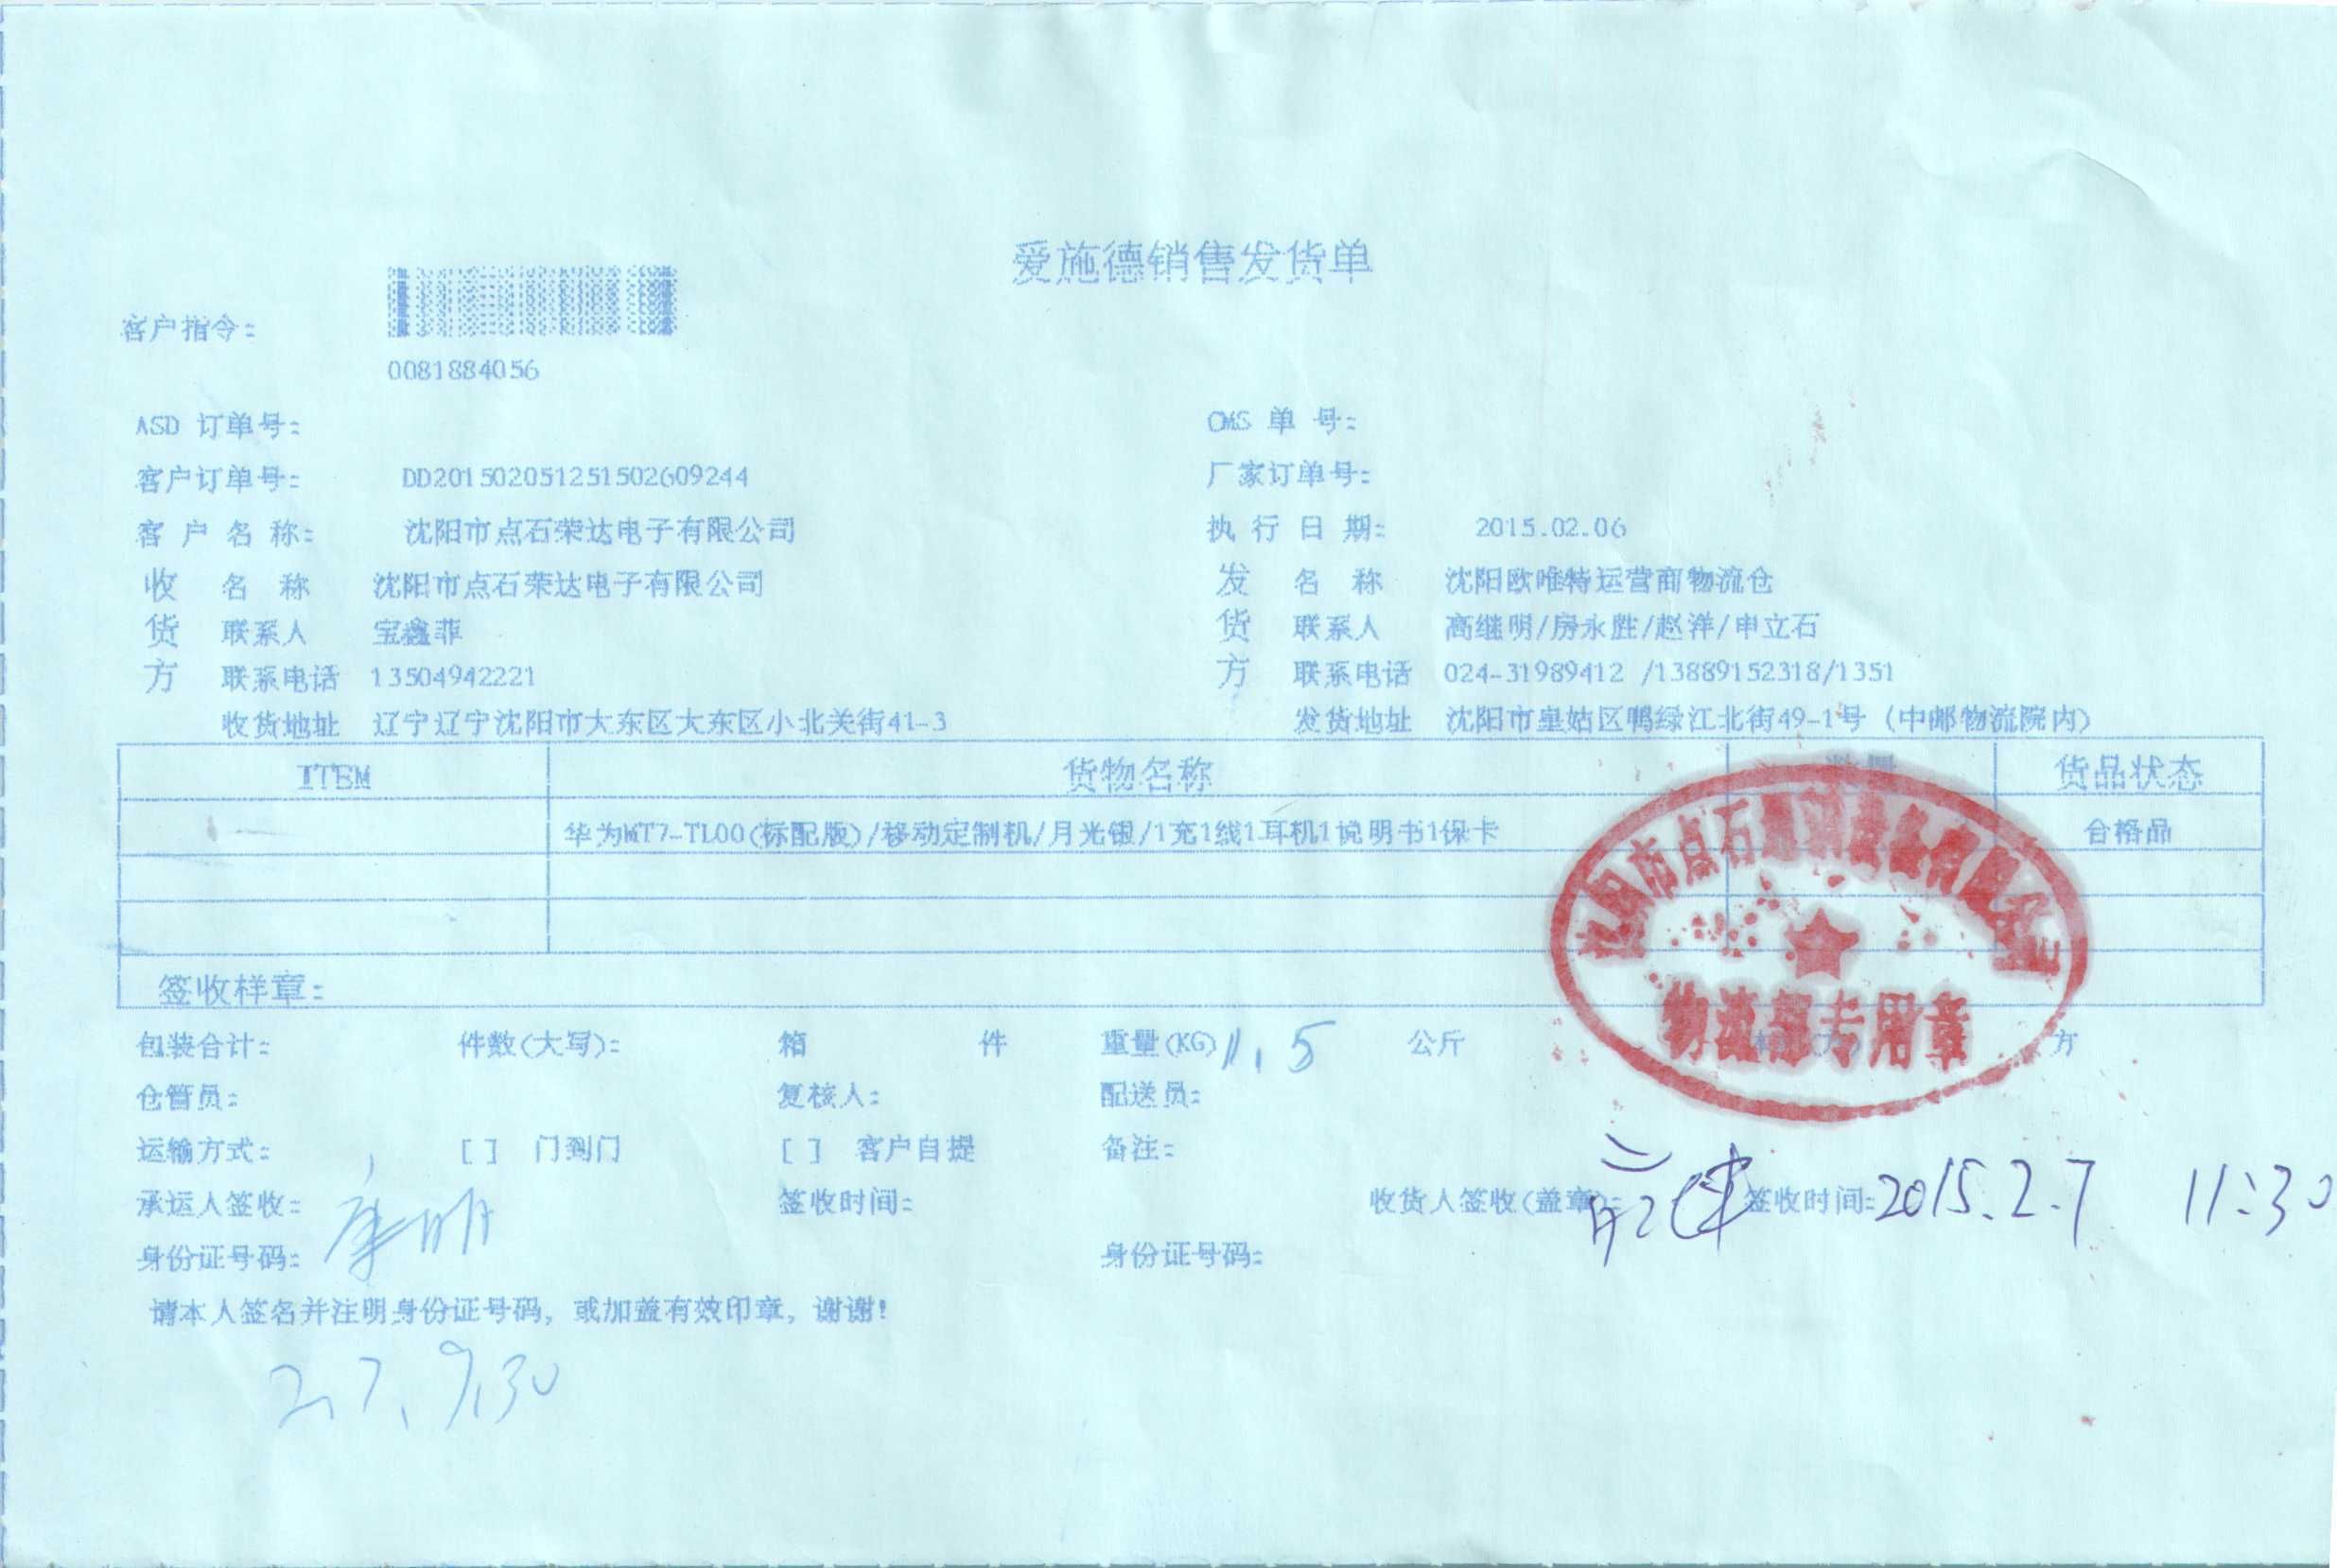 爱施德销售发货单
客户指令:
0081884056
ASD 订单号: CMS 单 号:
客户订单号: DD201502051251502609244 厂家订单号:
客 户 名 称: 沈阳市点石荣达电子有限公司 执 行 日 期: 2015.02.06
收 名 称 沈阳市点石荣达电子有限公司 发 名 称 沈阳欧唯特运营商物流仓
货 联系人 宝鑫菲 货 联系人 高继明/房永胜/赵洋/申立石
方 联系电话 13504942221 方 联系电话 024-31989412 /13889152318/1351
收货地址 辽宁辽宁沈阳市大东区大东区小北关街41-3 发货地址 沈阳市皇姑区鸭绿江北街49-1号 (中邮物流院内)
ITEM 货物名称 数量 货品状态
华为MT7-TL00(标配版)/移动定制机/月光银/1充1线1耳机1说明书1保卡 合格品
签收样章:
物流部专用章
包装合计: 件数(大写): 箱 件 重量(KG) 11.5 公斤 方
仓管员: 复核人: 配送员:
运输方式: [ ] 门到门 [ ] 客户自提 备注:
承运人签收: 签收时间: 收货人签收(盖章): 签收时间: 2015.2.7 11:30
身份证号码: 身份证号码:
请本人签名并注明身份证号码, 或加盖有效印章, 谢谢!
2.7.9.30